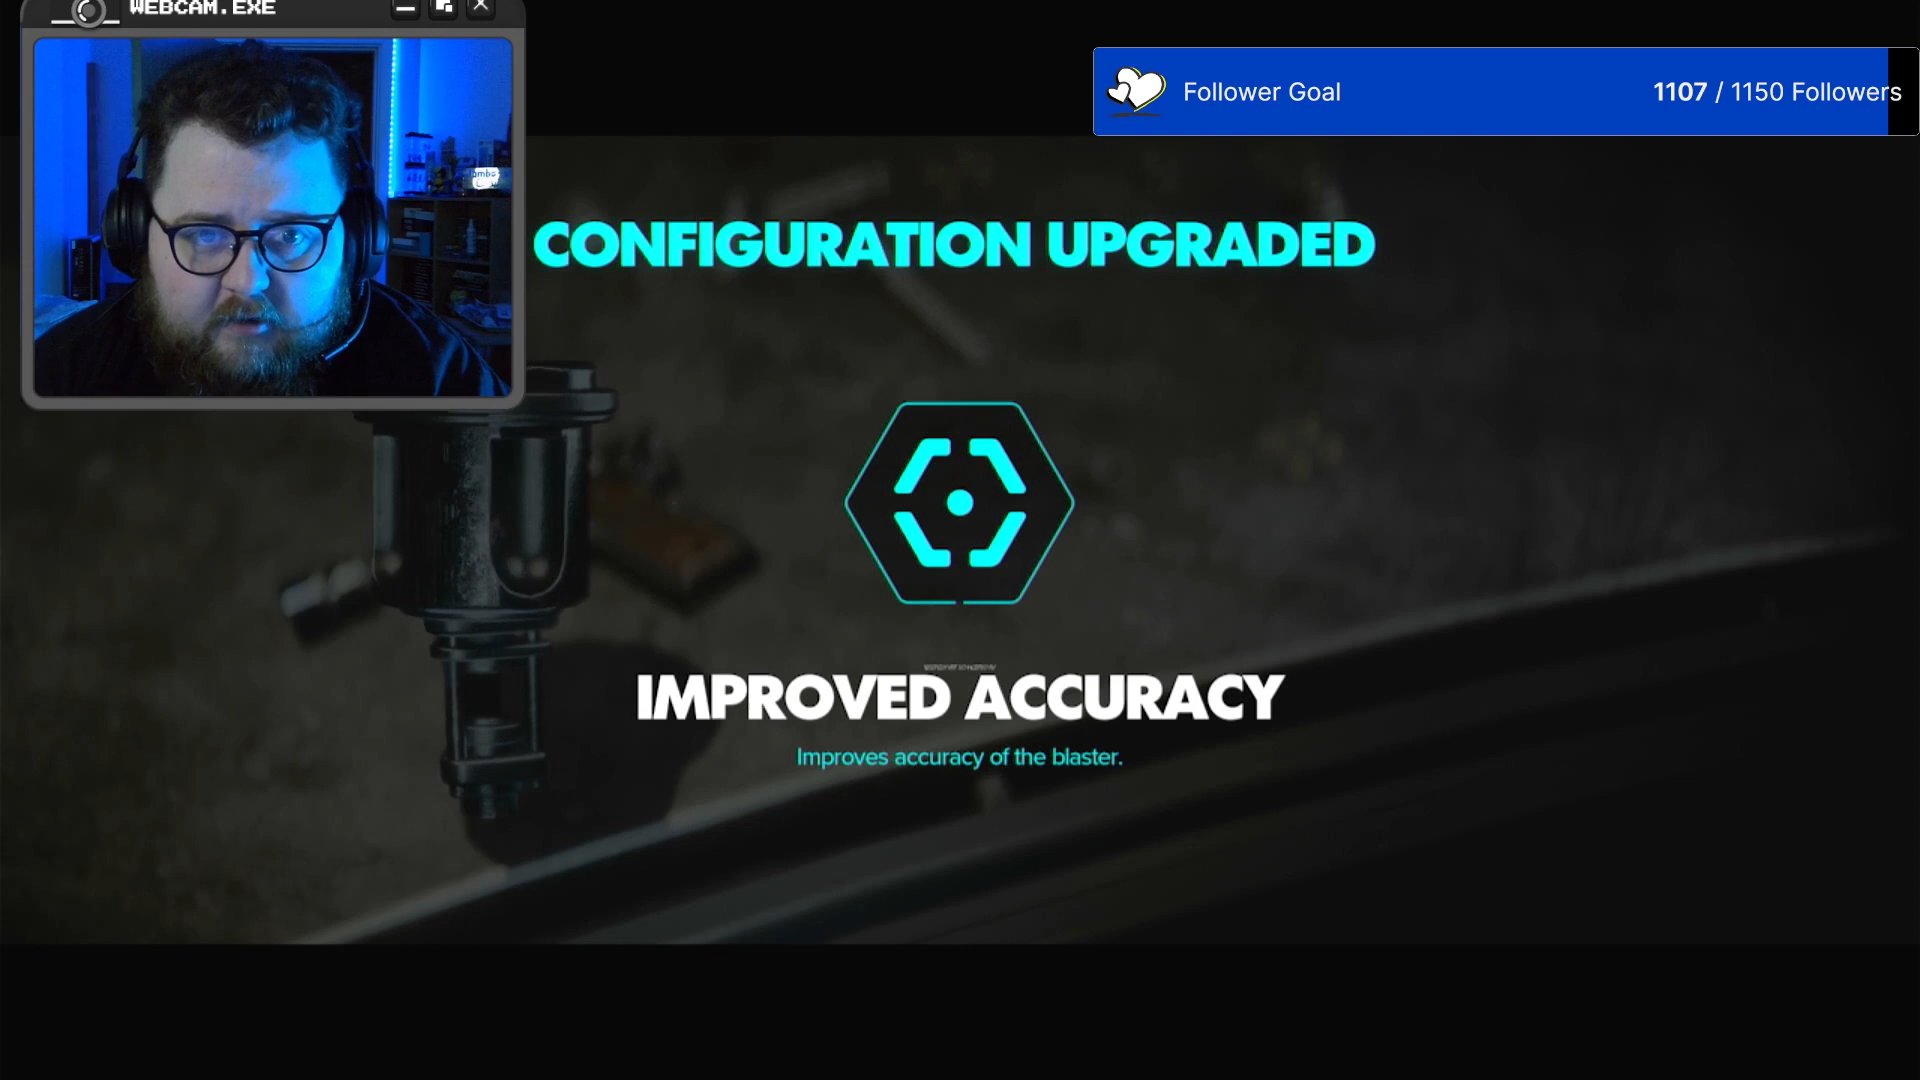 WEBCAM.EXE
Follower Goal
1107 / 1150 Followers
CONFIGURATION UPGRADED
IMPROVED ACCURACY
Improves accuracy of the blaster.